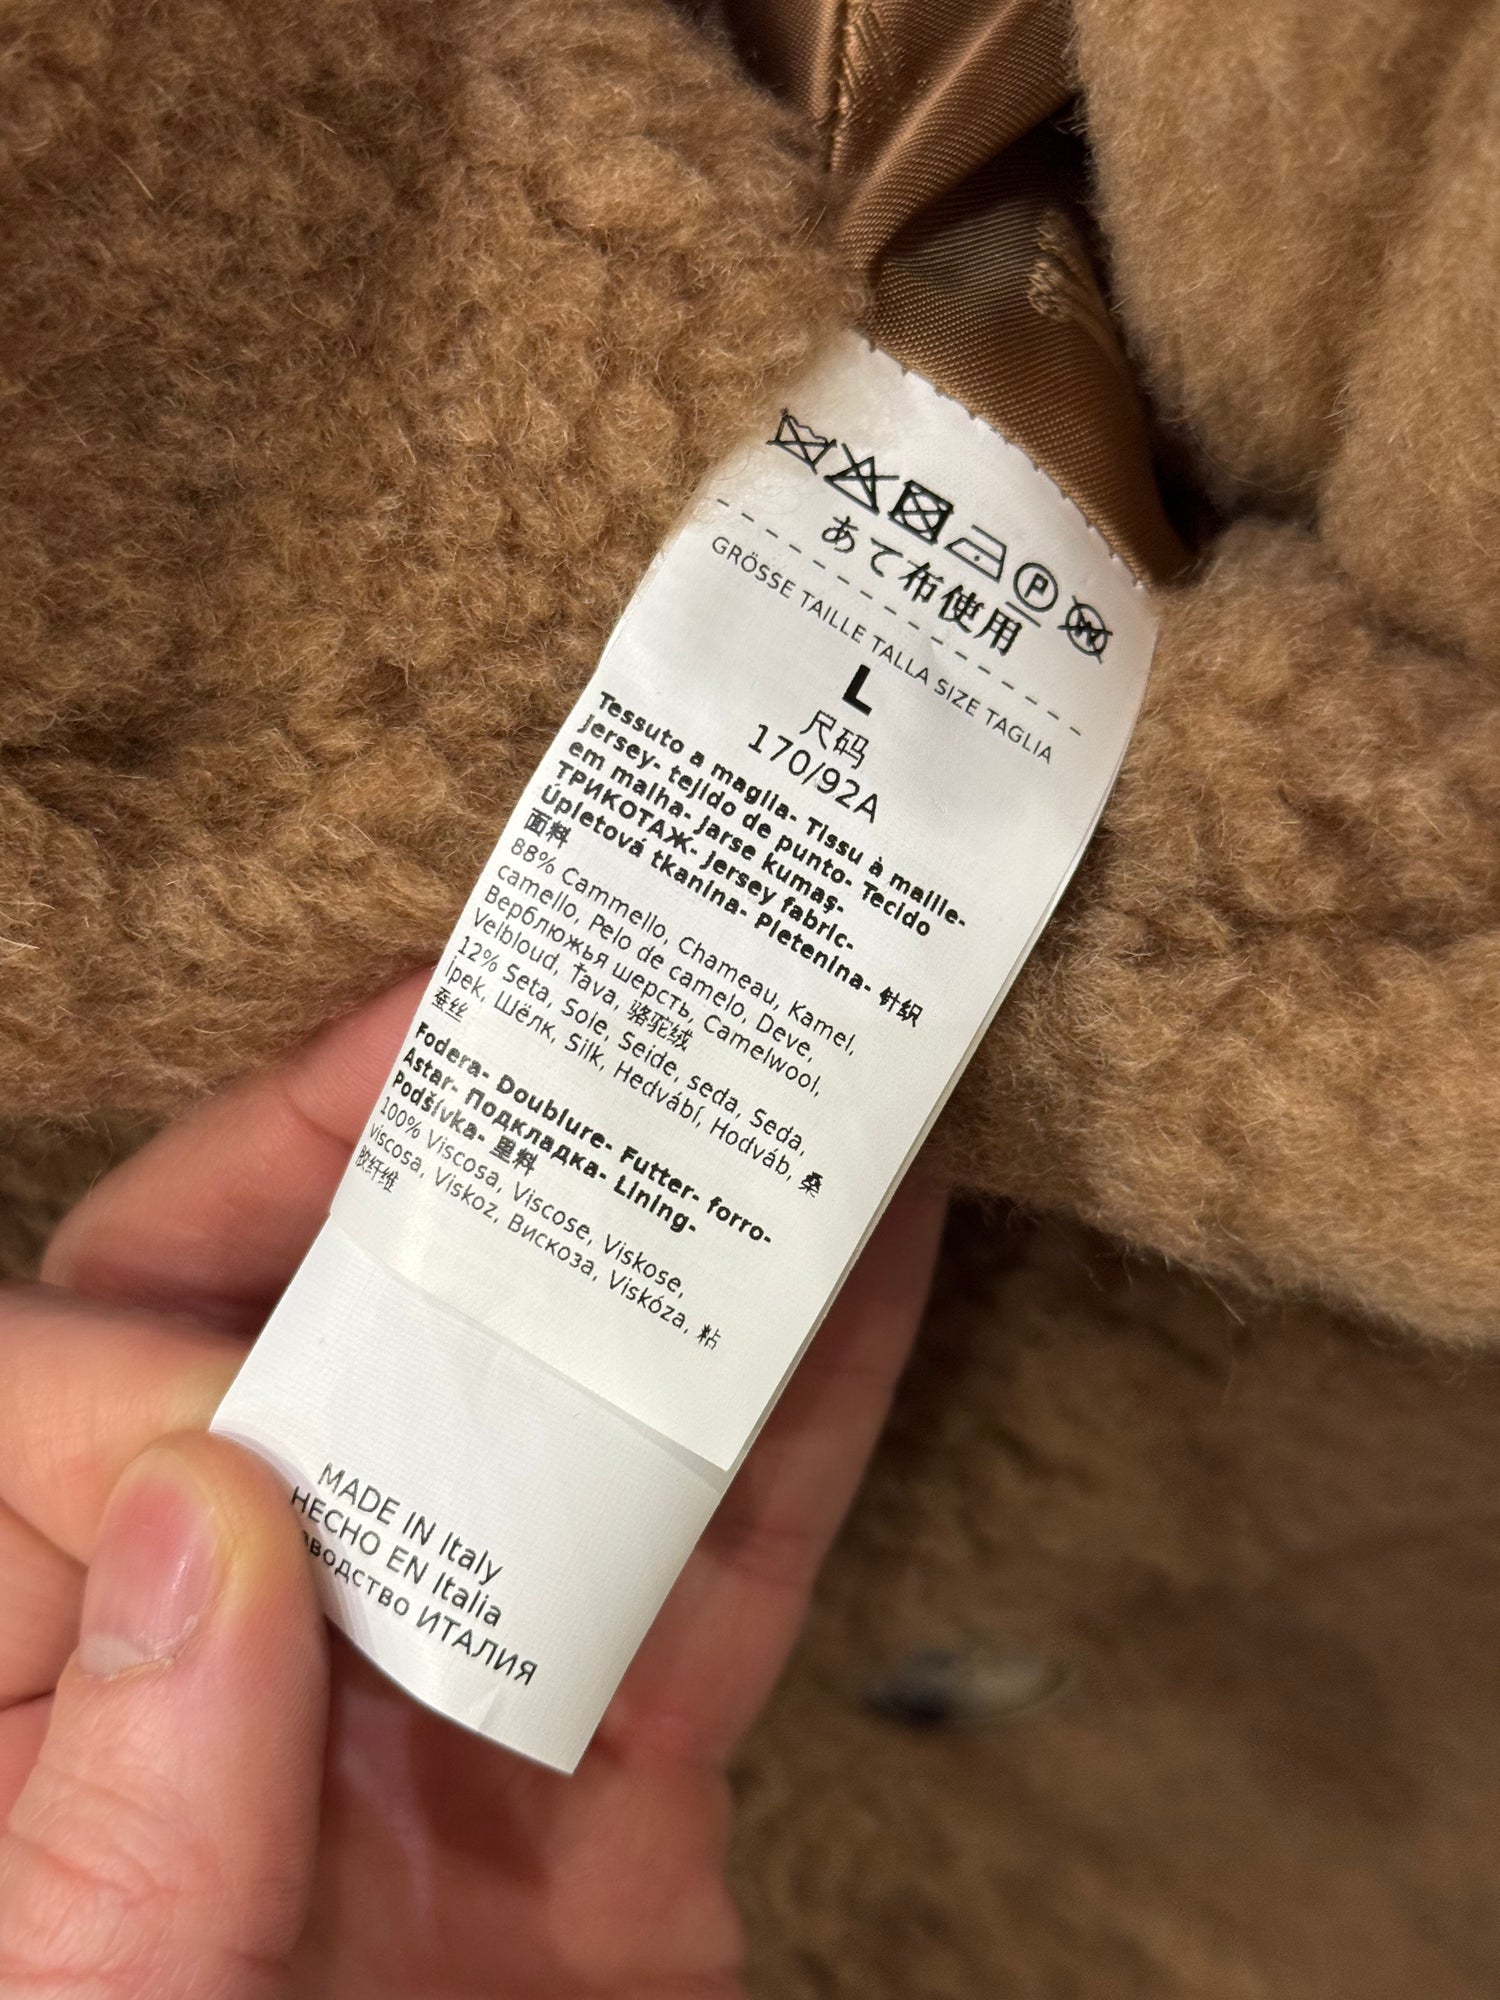 P W
あて布使用
GRÖSSE TAILLE TALLA SIZE TAGLIA
L
尺码
170/92A
Tessuto a maglia- Tissu à maille-
Jersey- tejido de punto- Tecido
em malha- Jarse kumaş-
ТРИКОТАЖ- Jersey fabric-
Úpletová tkanina- Pletenina- 针织
面料
88% Cammello, Chameau, Kamel,
camello, Pelo de camelo, Deve,
Верблюжья шерсть, Camelwool,
Velbloud, Ťava, 骆驼绒
12% Seta, Soie, Seide, seda, Seda,
İpek, Шёлк, Silk, Hedvábí, Hodváb, 桑
蚕丝
Fodera- Doublure- Futter- forro-
Astar- Подкладка- Lining-
Podšívka- 里料
100% Viscosa, Viscose, Viskose,
viscosa, Viskoz, Вискоза, Viskóza, 粘
胶纤维
MADE IN Italy
HECHO EN Italia
ИТАЛИЯ